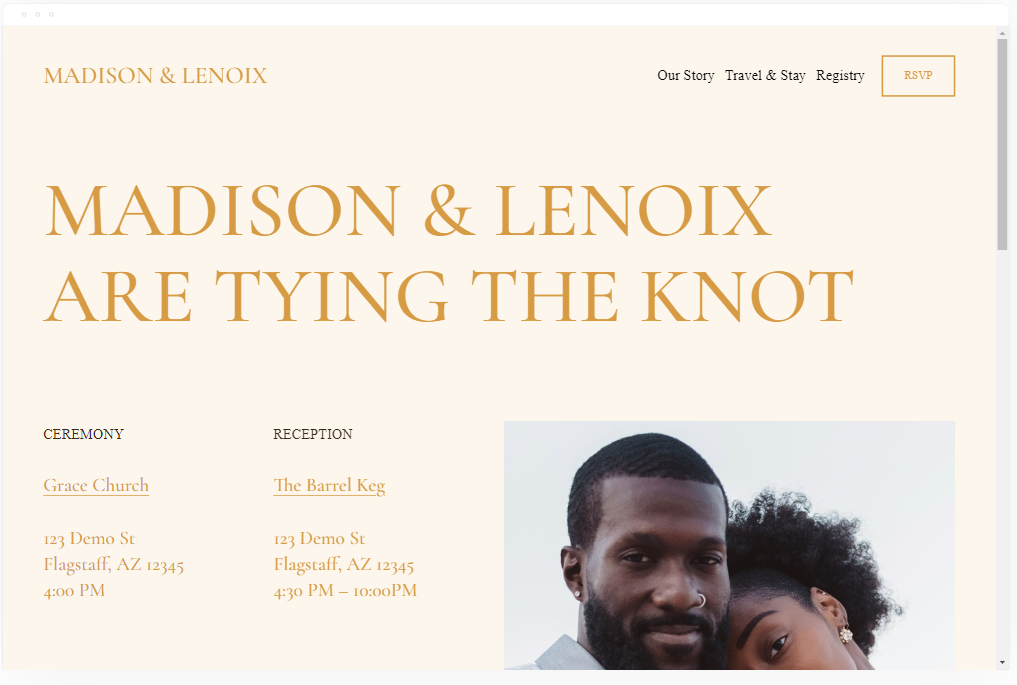 MADISON & LENOIX
Our Story Travel & Stay Registry RSVP
MADISON & LENOIX
ARE TYING THE KNOT
CEREMONY
Grace Church
123 Demo St
Flagstaff, AZ 12345
4:00 PM
RECEPTION
The Barrel Keg
123 Demo St
Flagstaff, AZ 12345
4:30 PM – 10:00PM